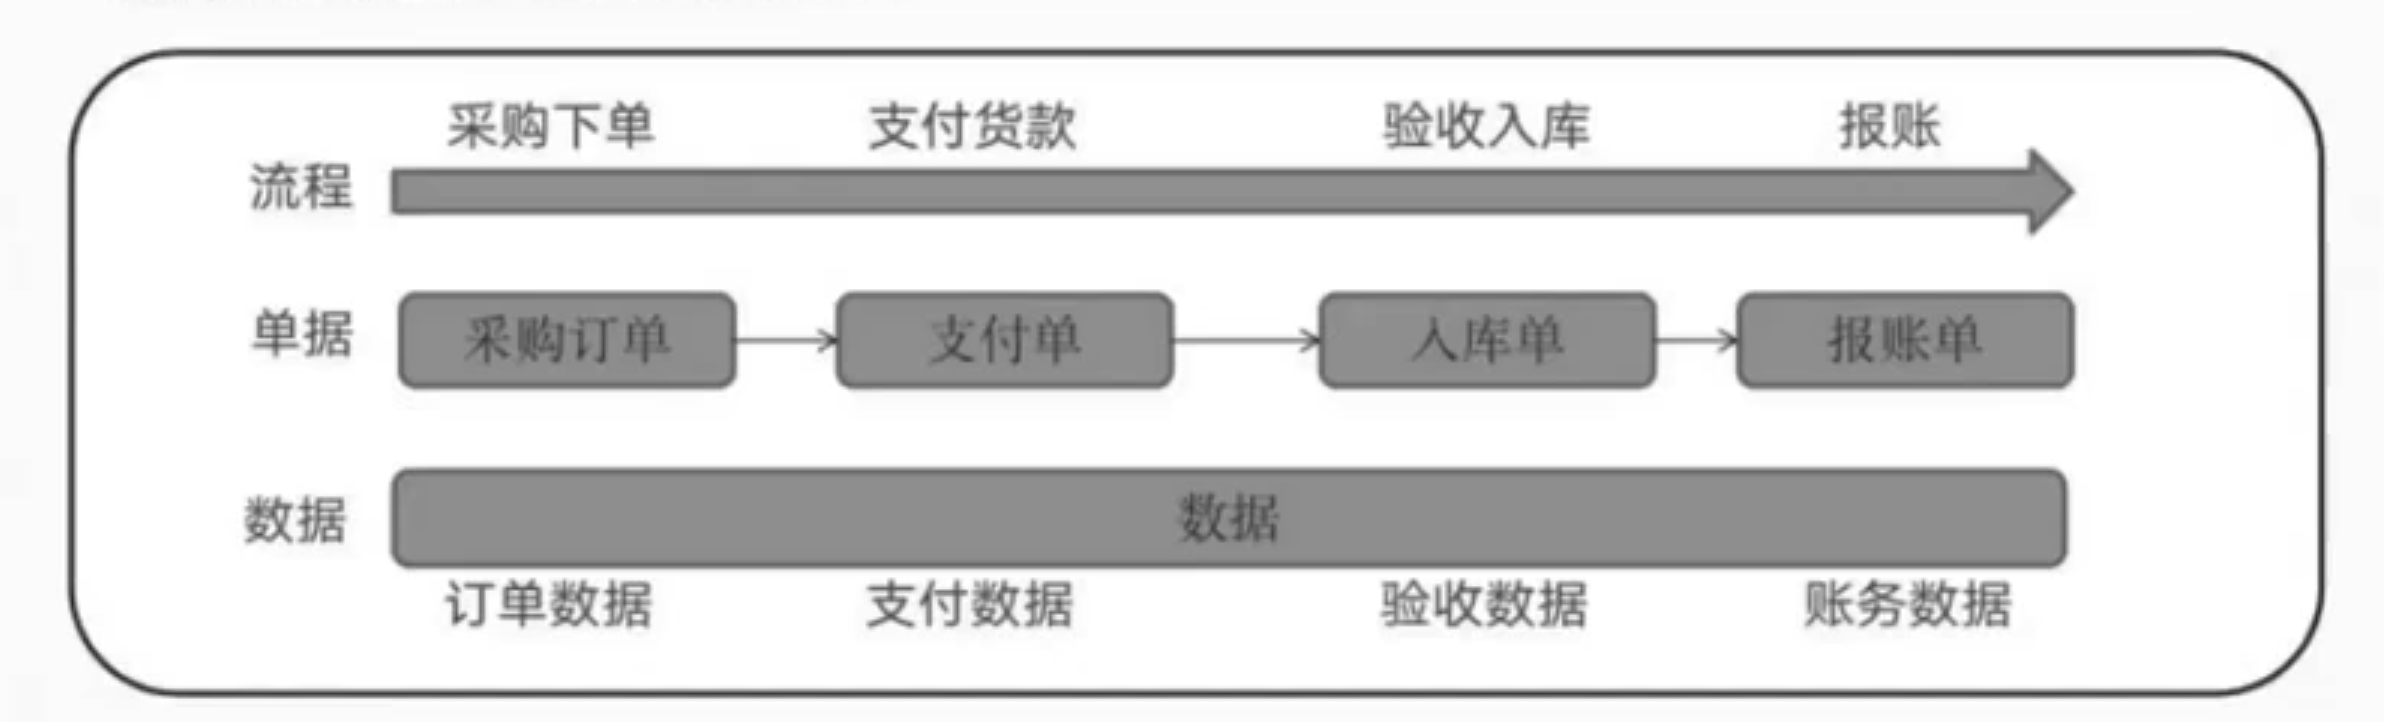 采购下单 支付货款 验收入库 报账
流程
单据 采购订单 支付单 入库单 报账单
数据 数据
订单数据 支付数据 验收数据 账务数据